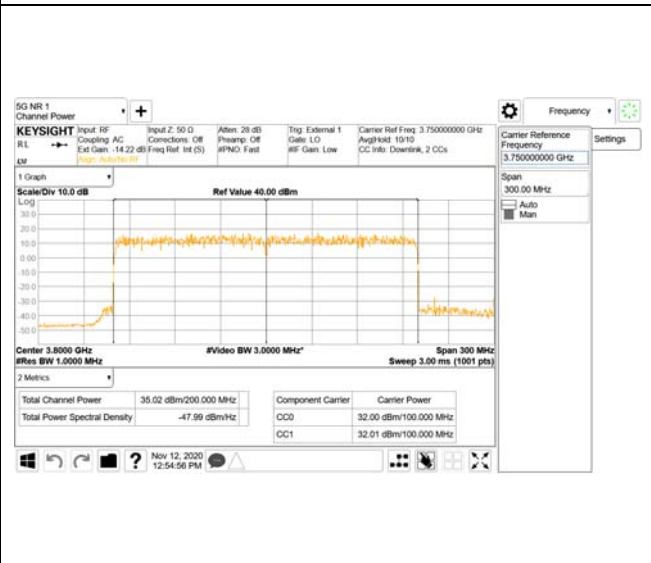 5G NR 1
Channel Power
Frequency
KEYSIGHT
Input: RF
Coupling: AC
Ext Gain: -14.22 dB
Align: Auto/No RF
Input Z: 50 Ω
Corrections: Off
Freq Ref: Int (S)
Atten: 28 dB
Preamp: Off
#PNO: Fast
Trig: External 1
Gate: LO
#IF Gain: Low
Carrier Ref Freq: 3.750000000 GHz
Avg|Hold: 10/10
CC Info: Downlink, 2 CCs
Carrier Reference
Frequency
3.750000000 GHz
Settings
Span
300.00 MHz
Auto
Man
1 Graph
Scale/Div 10.0 dB
Ref Value 40.00 dBm
Log
30.0
20.0
10.0
0.00
-10.0
-20.0
-30.0
-40.0
-50.0
Center 3.8000 GHz
#Video BW 3.0000 MHz*
Span 300 MHz
#Res BW 1.0000 MHz
Sweep 3.00 ms (1001 pts)
2 Metrics
Total Channel Power 35.02 dBm/200.000 MHz
Total Power Spectral Density -47.99 dBm/Hz
Component Carrier Carrier Power
CC0 32.00 dBm/100.000 MHz
CC1 32.01 dBm/100.000 MHz
Nov 12, 2020
12:54:56 PM